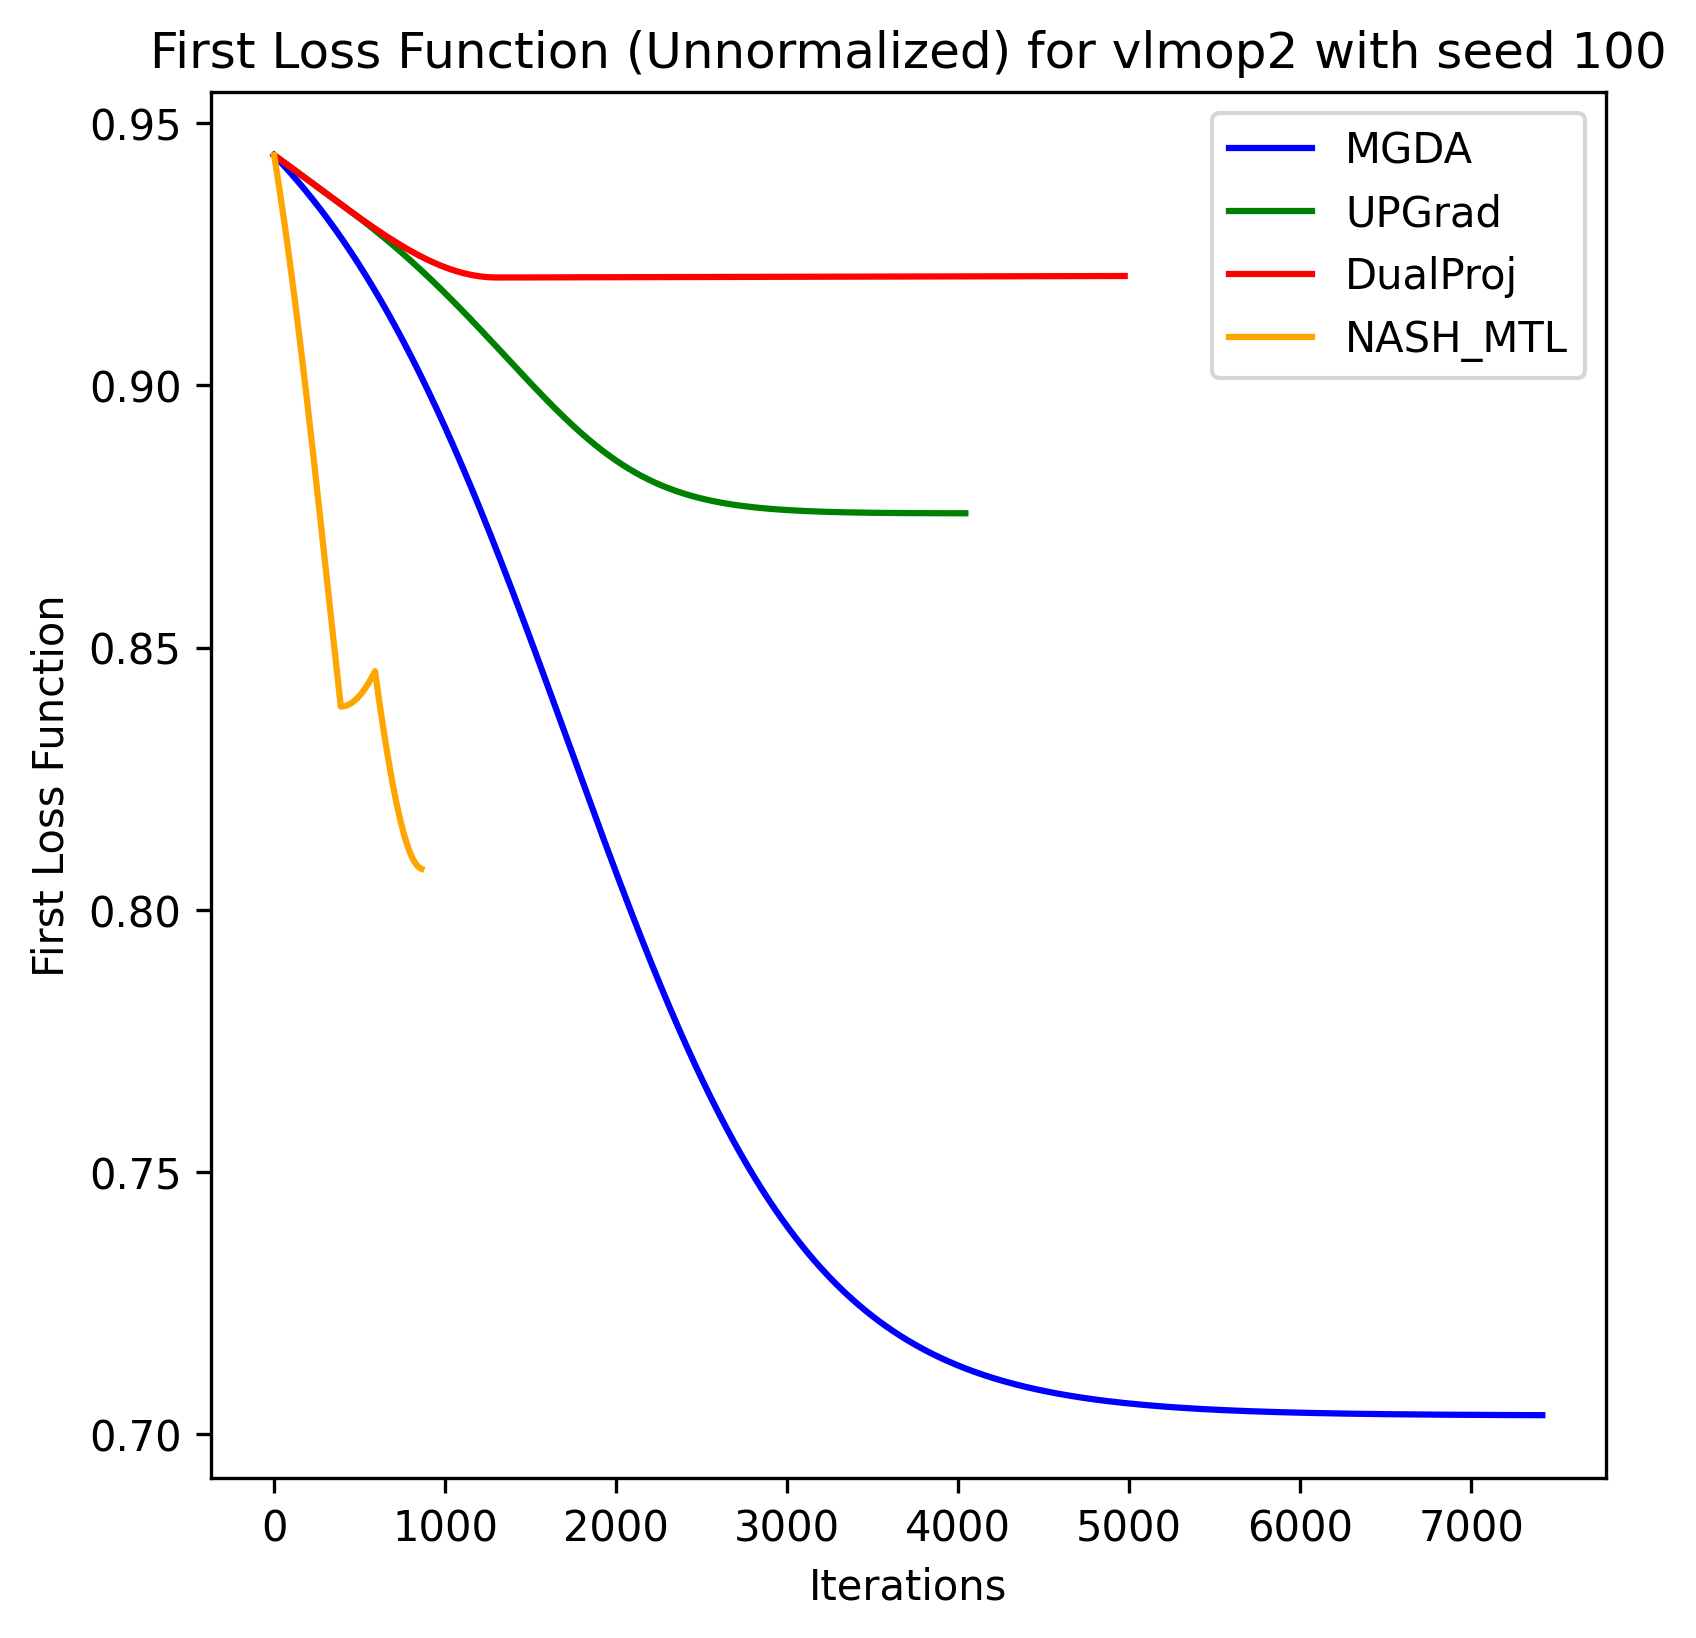 First Loss Function (Unnormalized) for vlmop2 with seed 100
MGDA
UPGrad
DualProj
NASH_MTL
0.95
0.90
0.85
0.80
0.75
0.70
First Loss Function
0 1000 2000 3000 4000 5000 6000 7000
Iterations